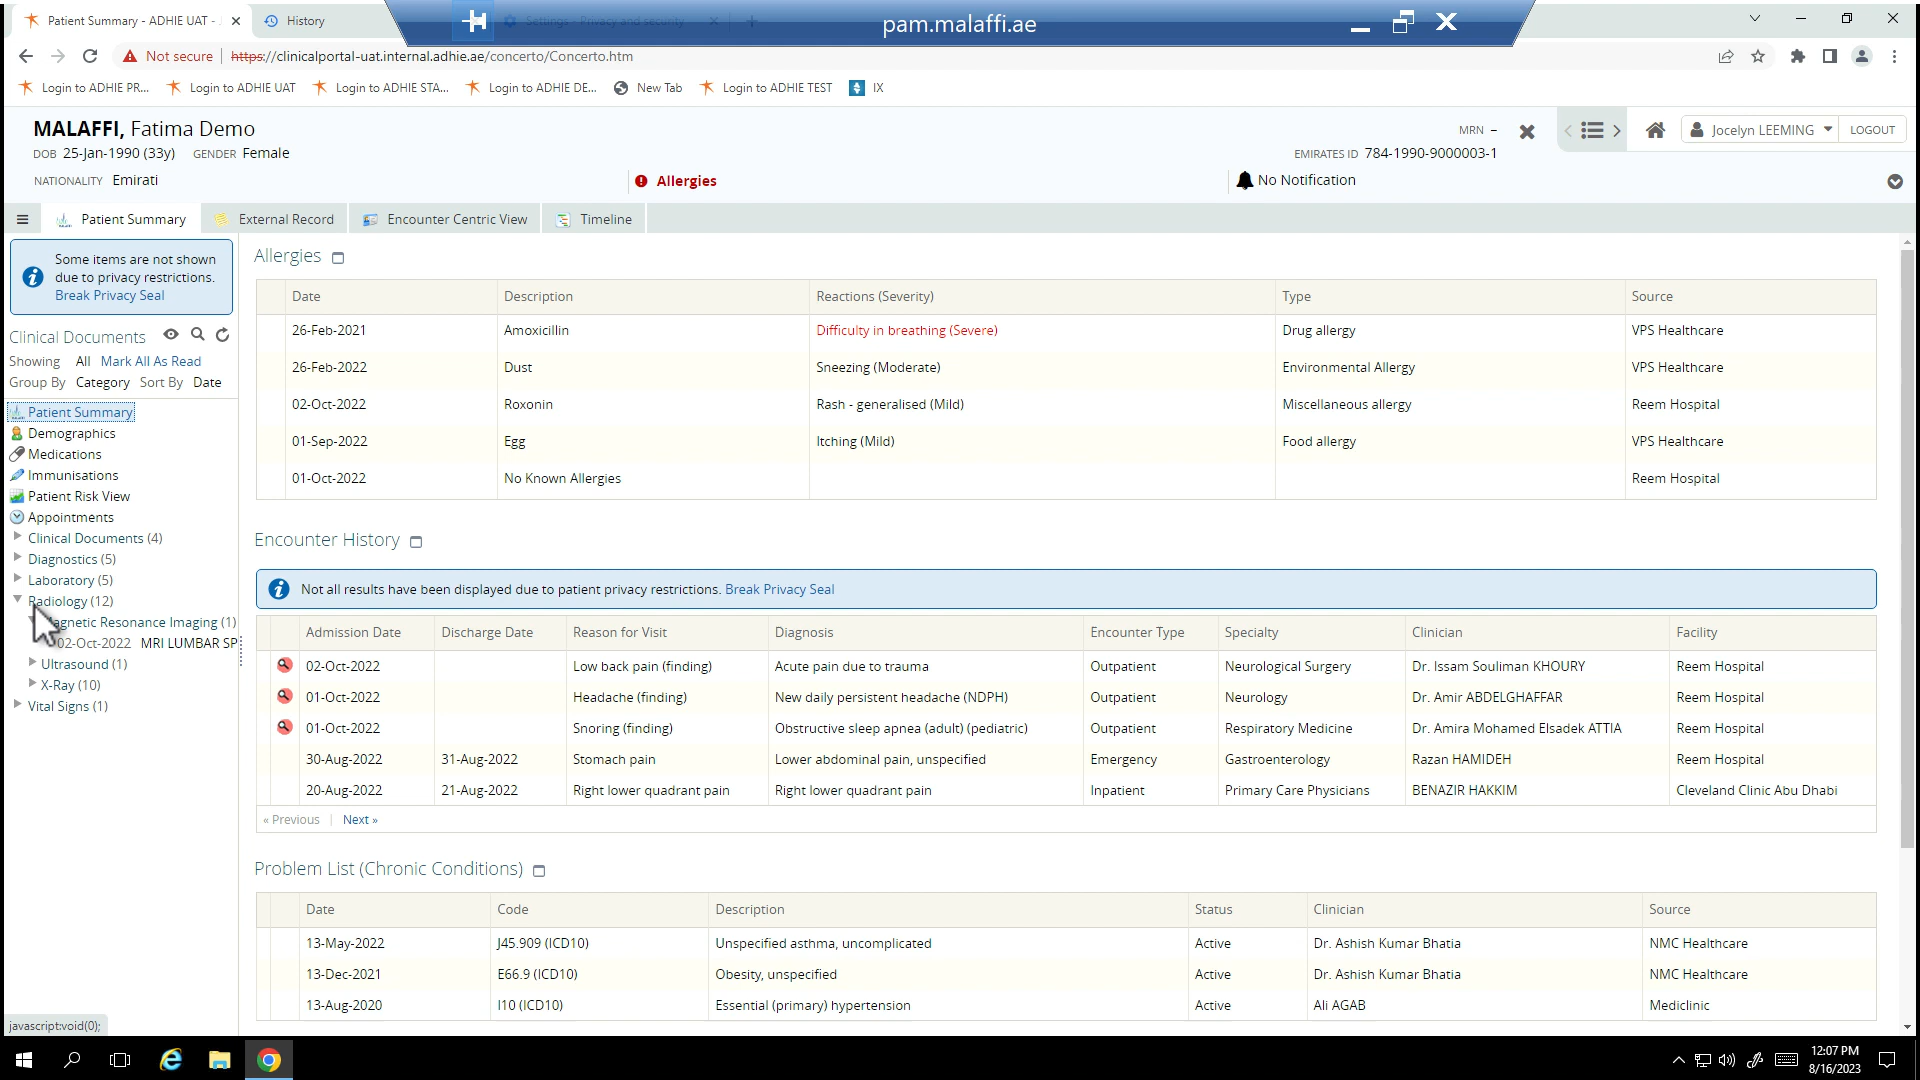 Patient Summary - ADHIE UAT -
History
Settings - Privacy and security
pam.malaffi.ae
Not secure
https://clinicalportal-uat.internal.adhie.ae/concerto/Concerto.htm
Login to ADHIE PR...
Login to ADHIE UAT
Login to ADHIE STA...
Login to ADHIE DE...
New Tab
Login to ADHIE TEST
IX
MALAFFI, Fatima Demo
DOB 25-Jan-1990 (33y) GENDER Female
NATIONALITY Emirati
Allergies
MRN –
EMIRATES ID 784-1990-9000003-1
No Notification
Jocelyn LEEMING
LOGOUT
Patient Summary
External Record
Encounter Centric View
Timeline
Some items are not shown
due to privacy restrictions.
Break Privacy Seal
Clinical Documents
Showing All Mark All As Read
Group By Category Sort By Date
Patient Summary
Demographics
Medications
Immunisations
Patient Risk View
Appointments
Clinical Documents (4)
Diagnostics (5)
Laboratory (5)
Radiology (12)
agnetic Resonance Imaging (1)
02-Oct-2022 MRI LUMBAR SP
Ultrasound (1)
X-Ray (10)
Vital Signs (1)
javascript:void(0);
Allergies
Date Description Reactions (Severity) Type Source
26-Feb-2021 Amoxicillin Difficulty in breathing (Severe) Drug allergy VPS Healthcare
26-Feb-2022 Dust Sneezing (Moderate) Environmental Allergy VPS Healthcare
02-Oct-2022 Roxonin Rash - generalised (Mild) Miscellaneous allergy Reem Hospital
01-Sep-2022 Egg Itching (Mild) Food allergy VPS Healthcare
01-Oct-2022 No Known Allergies Reem Hospital
Encounter History
Not all results have been displayed due to patient privacy restrictions. Break Privacy Seal
Admission Date Discharge Date Reason for Visit Diagnosis Encounter Type Specialty Clinician Facility
02-Oct-2022 Low back pain (finding) Acute pain due to trauma Outpatient Neurological Surgery Dr. Issam Souliman KHOURY Reem Hospital
01-Oct-2022 Headache (finding) New daily persistent headache (NDPH) Outpatient Neurology Dr. Amir ABDELGHAFFAR Reem Hospital
01-Oct-2022 Snoring (finding) Obstructive sleep apnea (adult) (pediatric) Outpatient Respiratory Medicine Dr. Amira Mohamed Elsadek ATTIA Reem Hospital
30-Aug-2022 31-Aug-2022 Stomach pain Lower abdominal pain, unspecified Emergency Gastroenterology Razan HAMIDEH Reem Hospital
20-Aug-2022 21-Aug-2022 Right lower quadrant pain Right lower quadrant pain Inpatient Primary Care Physicians BENAZIR HAKKIM Cleveland Clinic Abu Dhabi
« Previous | Next »
Problem List (Chronic Conditions)
Date Code Description Status Clinician Source
13-May-2022 J45.909 (ICD10) Unspecified asthma, uncomplicated Active Dr. Ashish Kumar Bhatia NMC Healthcare
13-Dec-2021 E66.9 (ICD10) Obesity, unspecified Active Dr. Ashish Kumar Bhatia NMC Healthcare
13-Aug-2020 I10 (ICD10) Essential (primary) hypertension Active Ali AGAB Mediclinic
12:07 PM
8/16/2023